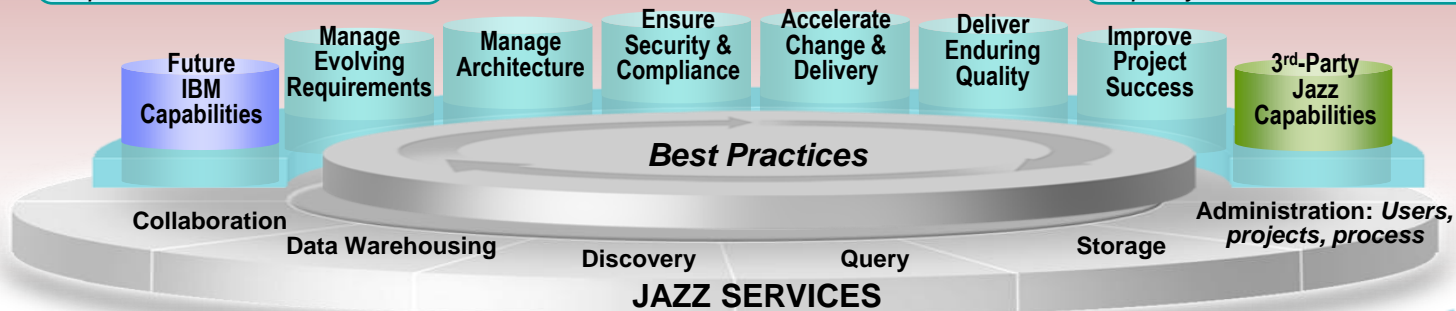 Future
IBM
Capabilities
Manage
Evolving
Requirements
Manage
Architecture
Ensure
Security &
Compliance
Accelerate
Change &
Delivery
Deliver
Enduring
Quality
Improve
Project
Success
3rd-Party
Jazz
Capabilities
Best Practices
Collaboration
Data Warehousing
Discovery
Query
Storage
Administration: Users,
projects, process
JAZZ SERVICES